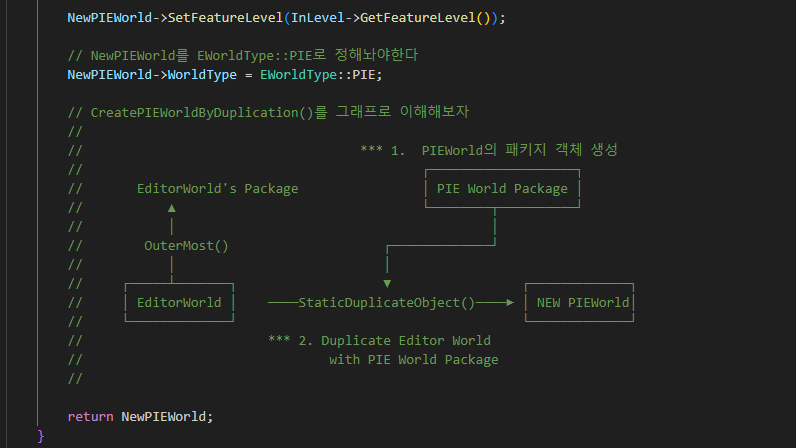 NewPIEWorld->SetFeatureLevel(InLevel->GetFeatureLevel());
// NewPIEWorld를 EWorldType::PIE로 정해놔야한다
NewPIEWorld->WorldType = EWorldType::PIE;
// CreatePIEWorldByDuplication()를 그래프로 이해해보자
//
// *** 1. PIEWorld의 패키지 객체 생성
//
// EditorWorld's Package PIE World Package
//
//
// OuterMost()
//
//
// EditorWorld StaticDuplicateObject() NEW PIEWorld
//
// *** 2. Duplicate Editor World
// with PIE World Package
//
return NewPIEWorld;
}